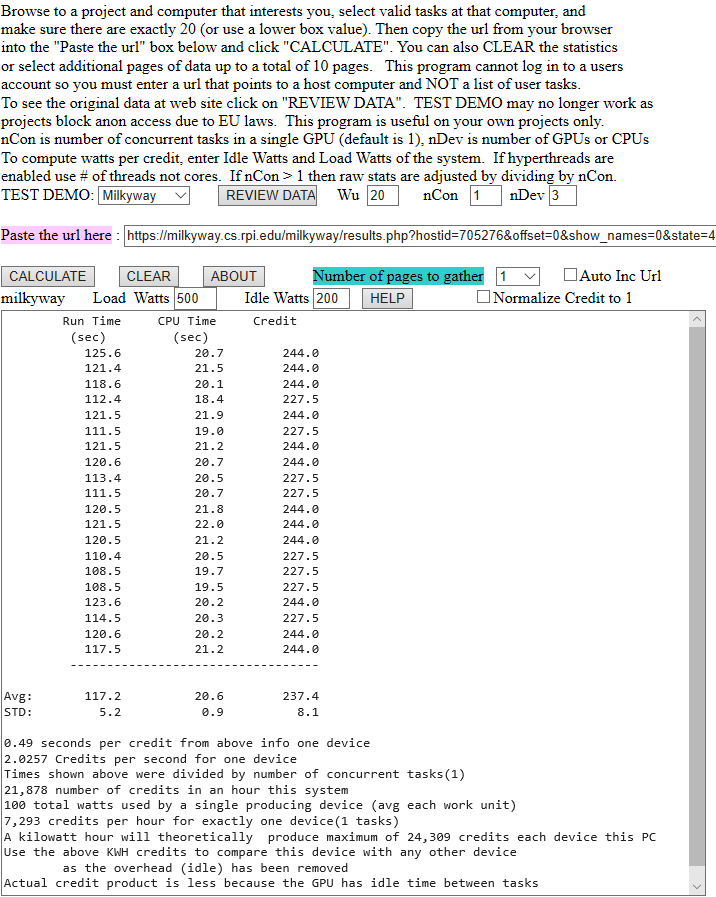 Browse to a project and computer that interests you, select valid tasks at that computer, and
make sure there are exactly 20 (or use a lower box value). Then copy the url from your browser
into the "Paste the url" box below and click "CALCULATE". You can also CLEAR the statistics
or select additional pages of data up to a total of 10 pages.   This program cannot log in to a users
account so you must enter a url that points to a host computer and NOT a list of user tasks.
To see the original data at web site click on "REVIEW DATA".  TEST DEMO may no longer work as
projects block anon access due to EU laws.  This program is useful on your own projects only.
nCon is number of concurrent tasks in a single GPU (default is 1), nDev is number of GPUs or CPUs
To compute watts per credit, enter Idle Watts and Load Watts of the system.  If hyperthreads are
enabled use # of threads not cores.  If nCon > 1 then raw stats are adjusted by dividing by nCon.
TEST DEMO: Milkyway REVIEW DATA Wu 20 nCon 1 nDev 3
Paste the url here : https://milkyway.cs.rpi.edu/milkyway/results.php?hostid=705276&offset=0&show_names=0&state=4
CALCULATE CLEAR ABOUT Number of pages to gather 1 Auto Inc Url
milkyway Load Watts 500 Idle Watts 200 HELP Normalize Credit to 1
Run Time CPU Time Credit
(sec) (sec)
125.6 20.7 244.0
121.4 21.5 244.0
118.6 20.1 244.0
112.4 18.4 227.5
121.5 21.9 244.0
111.5 19.0 227.5
121.5 21.2 244.0
120.6 20.7 244.0
113.4 20.5 227.5
111.5 20.7 227.5
120.5 21.8 244.0
121.5 22.0 244.0
120.5 21.2 244.0
110.4 20.5 227.5
108.5 19.7 227.5
108.5 19.5 227.5
123.6 20.2 244.0
114.5 20.3 227.5
120.6 20.2 244.0
117.5 21.2 244.0
----------------------------------
Avg: 117.2 20.6 237.4
STD: 5.2 0.9 8.1
0.49 seconds per credit from above info one device
2.0257 Credits per second for one device
Times shown above were divided by number of concurrent tasks(1)
21,878 number of credits in an hour this system
100 total watts used by a single producing device (avg each work unit)
7,293 credits per hour for exactly one device(1 tasks)
A kilowatt hour will theoretically  produce maximum of 24,309 credits each device this PC
Use the above KWH credits to compare this device with any other device
as the overhead (idle) has been removed
Actual credit product is less because the GPU has idle time between tasks